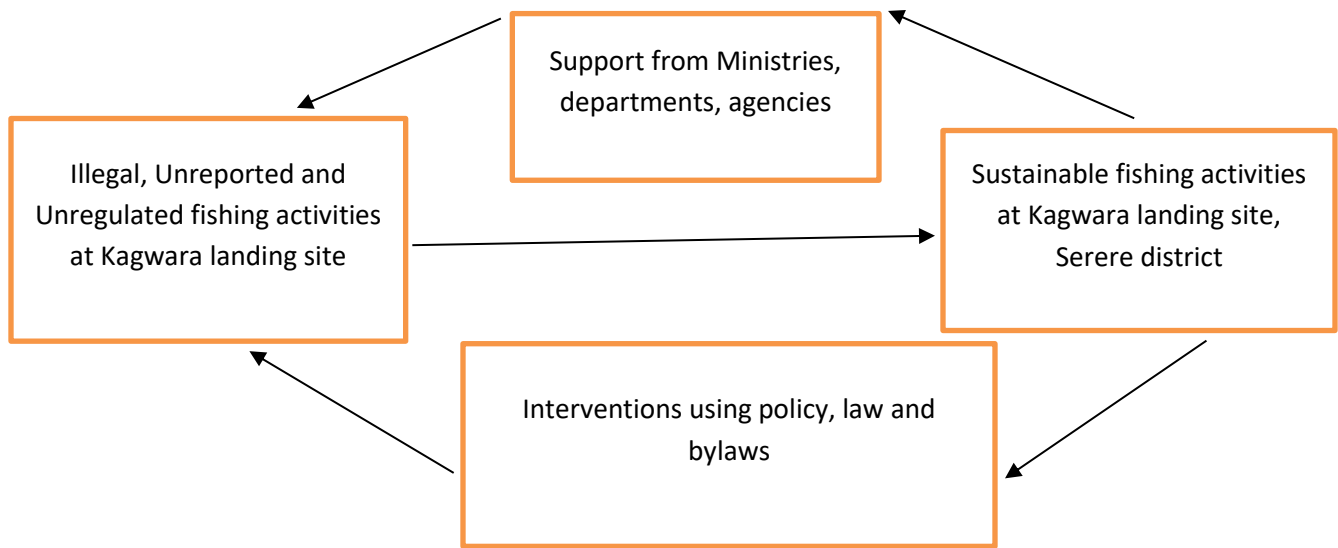 Support from Ministries,
departments, agencies
Illegal, Unreported and
Unregulated fishing activities
at Kagwara landing site
Sustainable fishing activities
at Kagwara landing site,
Serere district
Interventions using policy, law and
bylaws